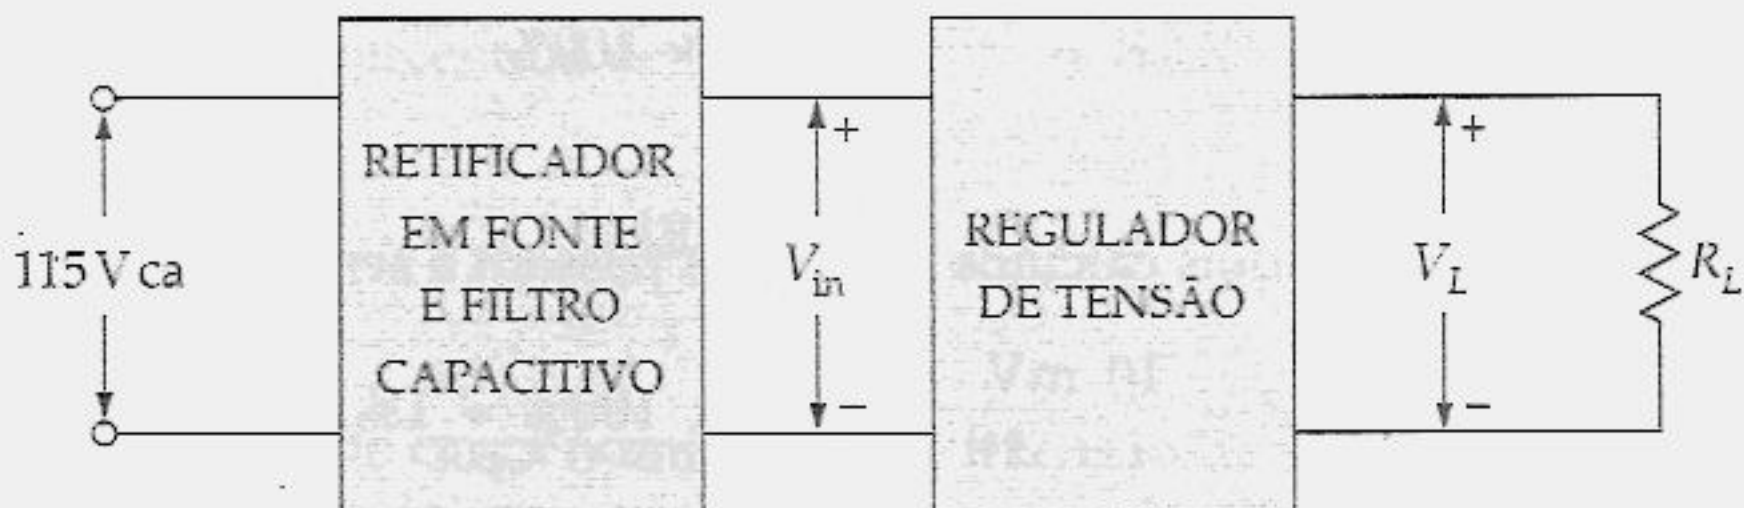 115 V ca
RETIFICADOR
EM FONTE
E FILTRO
CAPACITIVO
+
V_in
−
REGULADOR
DE TENSÃO
+
V_L
−
R_L